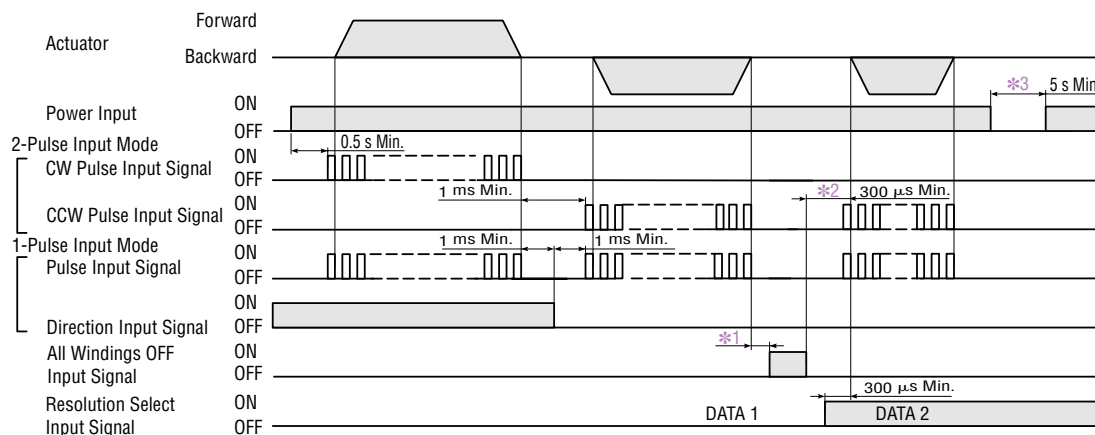 Forward
Actuator
Backward
✻3 5 s Min
Power Input ON
OFF
2-Pulse Input Mode 0.5 s Min.
CW Pulse Input Signal ON
OFF
1 ms Min. ✻2 300 μs Min.
CCW Pulse Input Signal ON
OFF
1-Pulse Input Mode 1 ms Min. 1 ms Min.
Pulse Input Signal ON
OFF
ON
Direction Input Signal OFF
All Windings OFF ON ✻1
Input Signal OFF
300 μs Min.
Resolution Select ON
DATA 1 DATA 2
Input Signal OFF